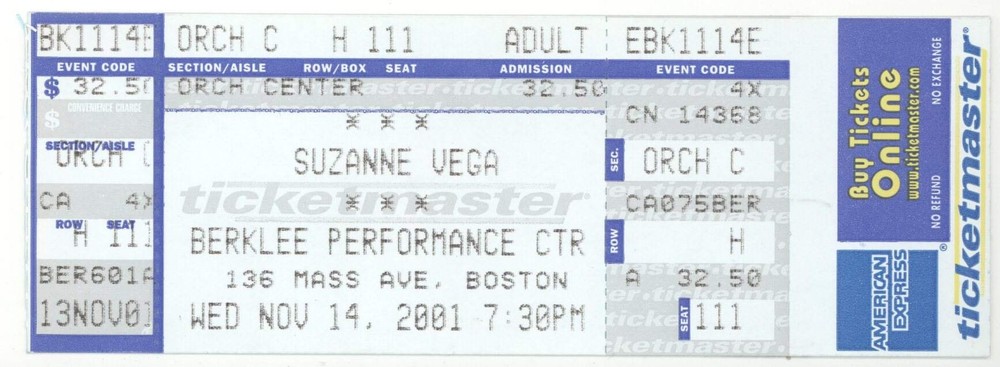 BK1114E ORCH C H 111 ADULT EBK1114E
EVENT CODE SECTION/AISLE ROW/BOX SEAT ADMISSION EVENT CODE
$ 32.50 ORCH CENTER 32.50 4X
CONVENIENCE CHARGE
$
CN 14368
* * *
SECTION/AISLE
ORCH C
SUZANNE VEGA
SEC.
ORCH C
CA 4X
ticketmaster
* * *
CA075BER
ROW SEAT
H 111
BERKLEE PERFORMANCE CTR
ROW
H
BER601A
136 MASS AVE, BOSTON
A 32.50
13NOV01
WED NOV 14, 2001 7:30PM
SEAT
111
Buy Tickets
Online
www.ticketmaster.com
NO REFUND NO EXCHANGE
AMERICAN
EXPRESS
®
ticketmaster®